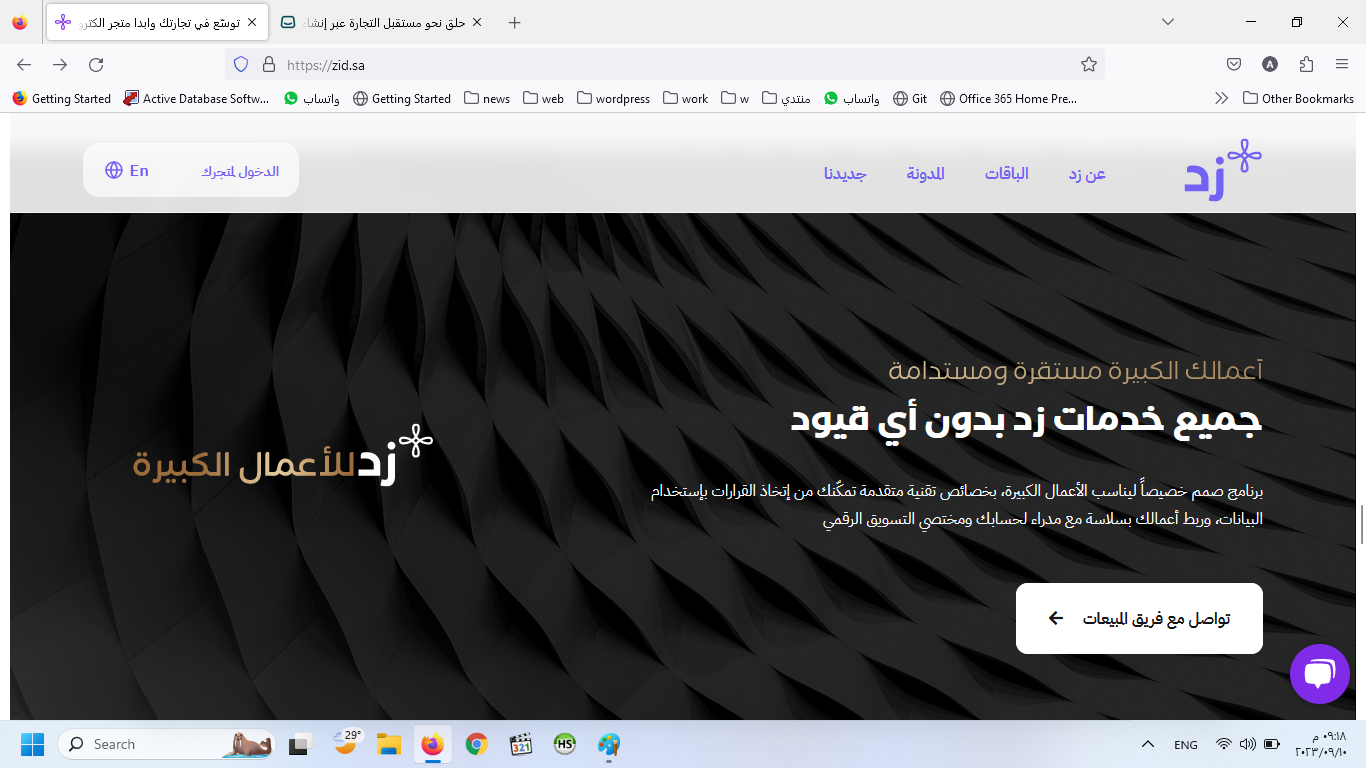 توسّع في تجارتك وابدا متجر الكترو
حلق نحو مستقبل التجارة عبر إنشاء
https://zid.sa
A
Getting Started
Active Database Softw...
واتساب
Getting Started
news
web
wordpress
work
w
منتدي
واتساب
Git
Office 365 Home Pre...
Other Bookmarks
زد
عن زد
الباقات
المدونة
جديدنا
الدخول لمتجرك
En
أعمالك الكبيرة مستقرة ومستدامة
جميع خدمات زد بدون أي قيود
برنامج صمم خصيصاً ليناسب الأعمال الكبيرة، بخصائص تقنية متقدمة تمكّنك من إتخاذ القرارات بإستخدام
البيانات، وربط أعمالك بسلاسة مع مدراء لحسابك ومختصي التسويق الرقمي
تواصل مع فريق المبيعات
زد للأعمال الكبيرة
Search
29°
321
HS
ENG
٠٩:١٨ م
٢٠٢٣/٠٩/١٠